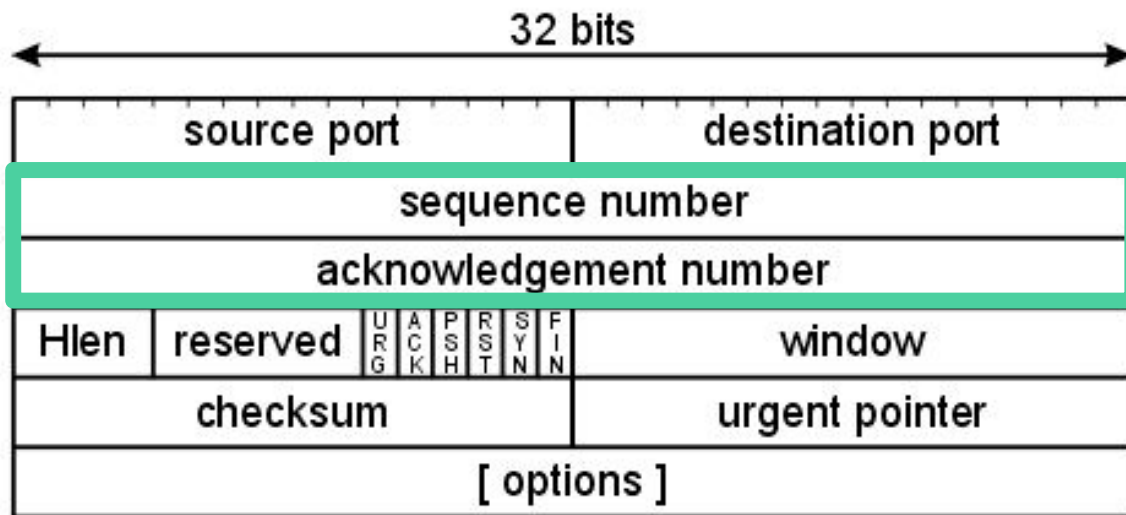 32 bits
source port destination port
sequence number
acknowledgement number
Hlen reserved URG ACK PSH RST SYN FIN window
checksum urgent pointer
[ options ]